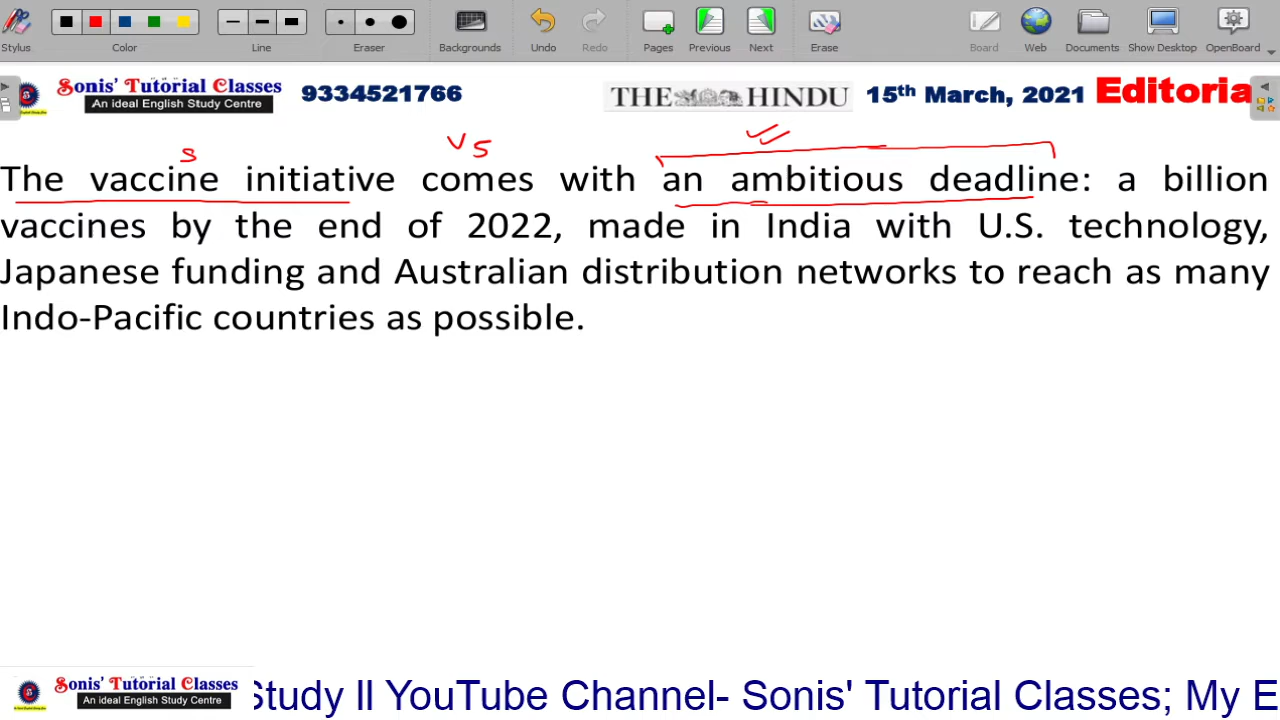 Stylus Color Line Eraser Backgrounds Undo Redo Pages Previous Next Erase Board Web Documents Show Desktop OpenBoard
Sonis' Tutorial Classes
An ideal English Study Centre
9334521766 THE HINDU 15th March, 2021 Editoria
S V5
The vaccine initiative comes with an ambitious deadline: a billion
vaccines by the end of 2022, made in India with U.S. technology,
Japanese funding and Australian distribution networks to reach as many
Indo-Pacific countries as possible.
Sonis' Tutorial Classes
An ideal English Study Centre
Study ll YouTube Channel- Sonis' Tutorial Classes; My E